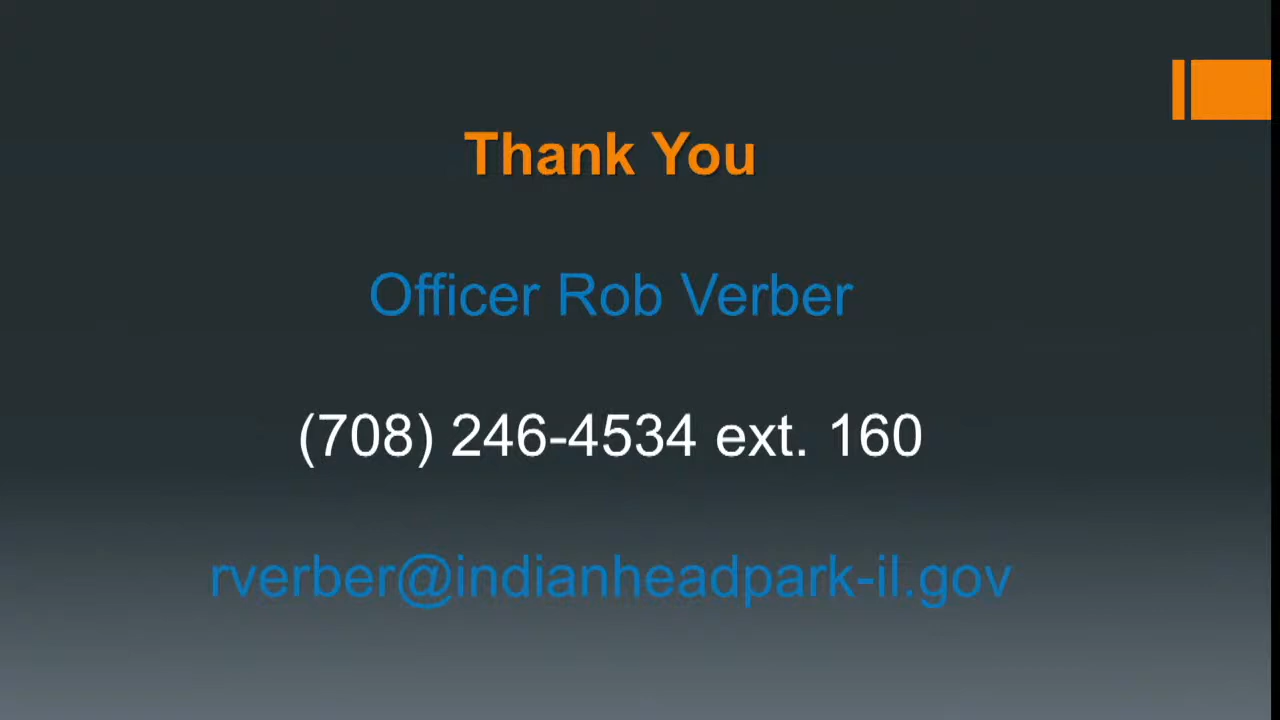 Thank You
Officer Rob Verber
(708) 246-4534 ext. 160
rverber@indianheadpark-il.gov